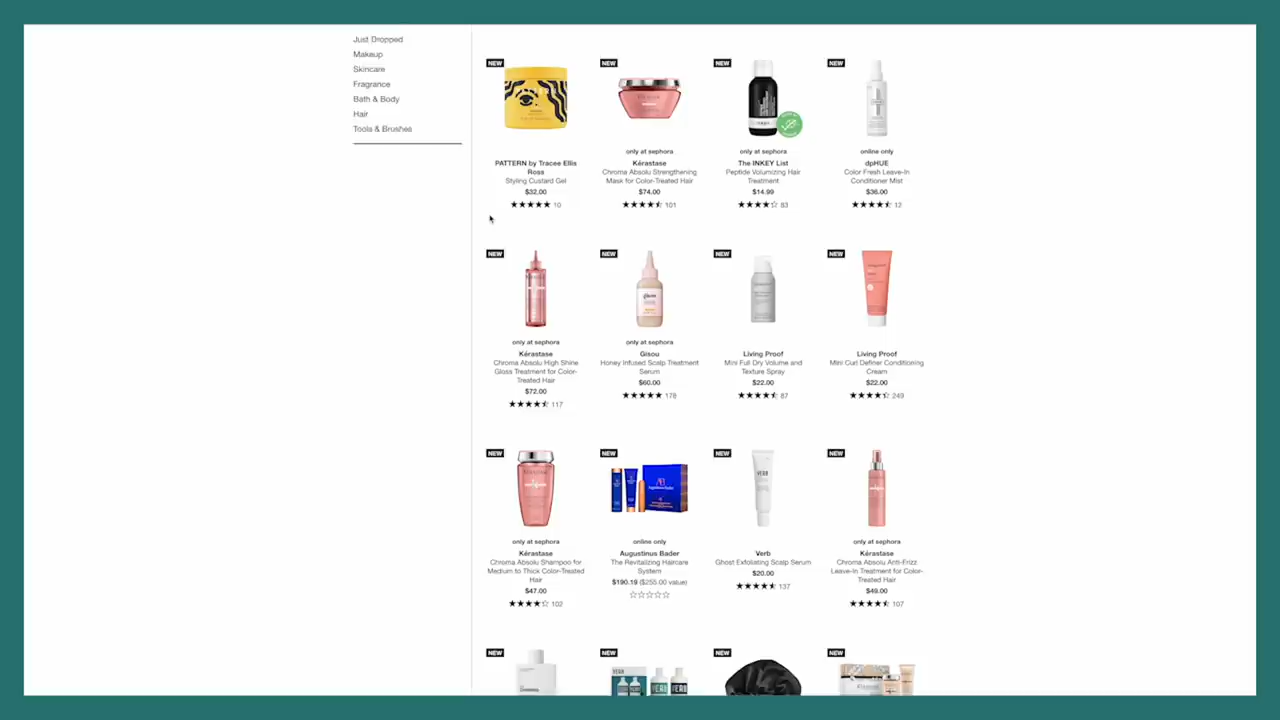 Just Dropped
Makeup
Skincare
Fragrance
Bath & Body
Hair
Tools & Brushes
NEW
NEW
NEW
NEW
only at sephora
only at sephora
online only
PATTERN by Tracee Ellis
Ross
Styling Custard Gel
$32.00
10
Kérastase
Chroma Absolu Strengthening
Mask for Color-Treated Hair
$74.00
101
The INKEY List
Peptide Volumizing Hair
Treatment
$14.99
83
dpHUE
Color Fresh Leave-In
Conditioner Mist
$36.00
12
NEW
NEW
NEW
NEW
gisou
only at sephora
Kérastase
Chroma Absolu High Shine
Gloss Treatment for Color-
Treated Hair
$72.00
117
only at sephora
Gisou
Honey Infused Scalp Treatment
Serum
$60.00
178
Living Proof
Mini Full Dry Volume and
Texture Spray
$22.00
87
Living Proof
Mini Curl Definer Conditioning
Cream
$22.00
249
NEW
NEW
NEW
NEW
VERB
Augustinus Bader
only at sephora
Kérastase
Chroma Absolu Shampoo for
Medium to Thick Color-Treated
Hair
$47.00
102
online only
Augustinus Bader
The Revitalizing Haircare
System
$190.19 ($255.00 value)
Verb
Ghost Exfoliating Scalp Serum
$20.00
137
only at sephora
Kérastase
Chroma Absolu Anti-Frizz
Leave-In Treatment for Color-
Treated Hair
$49.00
107
NEW
NEW
NEW
NEW
VERB
VERB
VERB